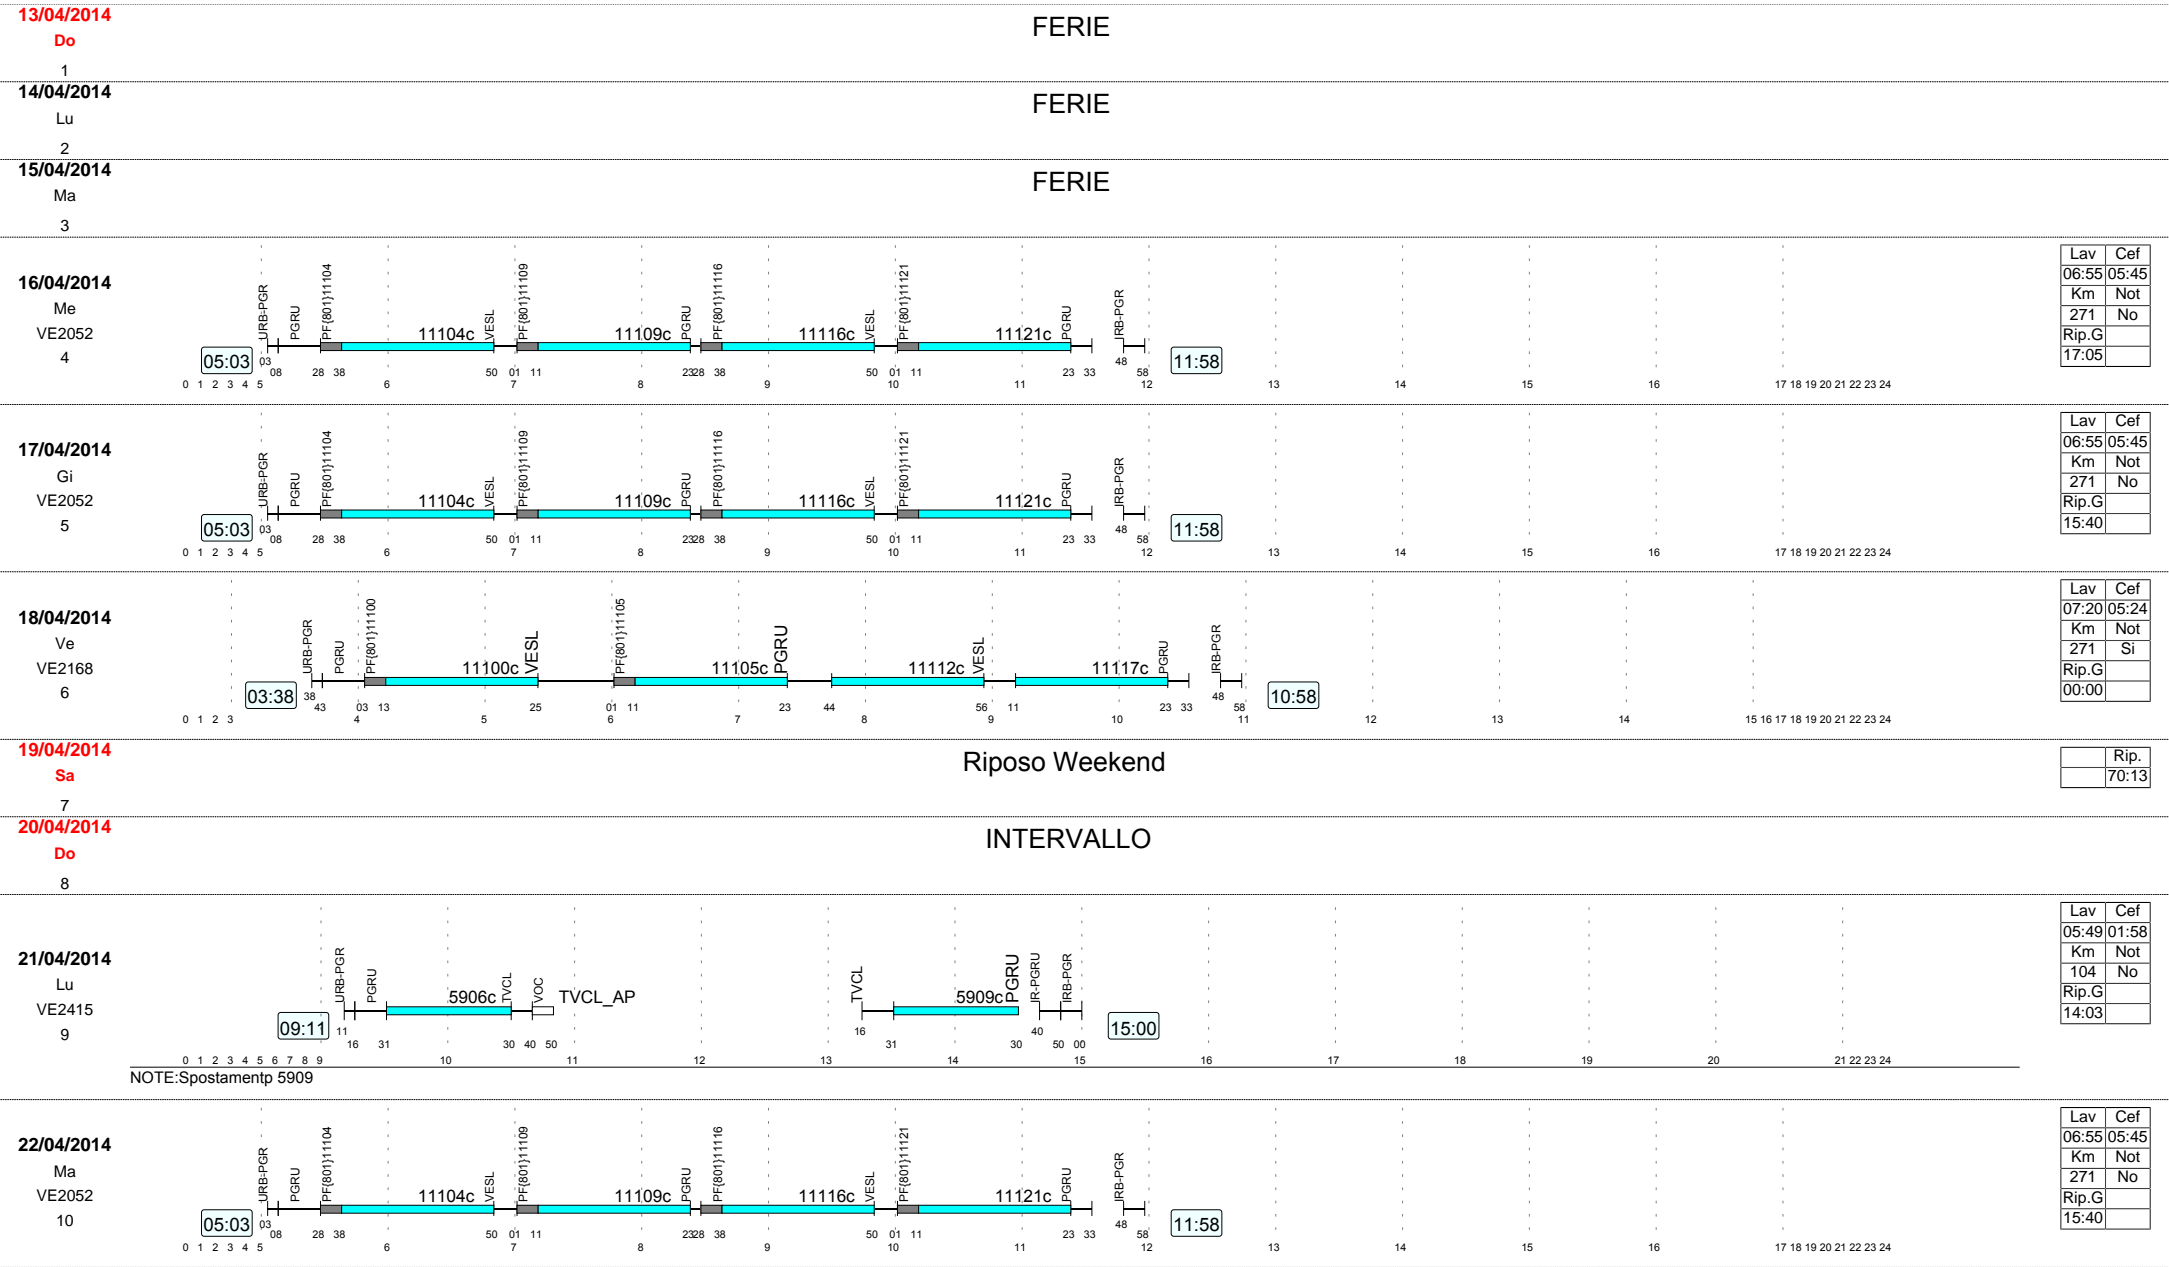 13/04/2014
Do
1
FERIE
14/04/2014
Lu
2
FERIE
15/04/2014
Ma
3
FERIE
16/04/2014
Me
VE2052
4
05:03
URB-PGR PGRU PF{801}11104 11104c VESL PF{801}11109 11109c PGRU PF{801}11116 11116c VESL PF{801}11121 11121c PGRU IRB-PGR
03 08 28 38 50 01 11 23 28 38 50 01 11 23 33 48 58
11:58
0 1 2 3 4 5 6 7 8 9 10 11 12 13 14 15 16 17 18 19 20 21 22 23 24
Lav Cef
06:55 05:45
Km Not
271 No
Rip.G
17:05
17/04/2014
Gi
VE2052
5
05:03
URB-PGR PGRU PF{801}11104 11104c VESL PF{801}11109 11109c PGRU PF{801}11116 11116c VESL PF{801}11121 11121c PGRU IRB-PGR
03 08 28 38 50 01 11 23 28 38 50 01 11 23 33 48 58
11:58
0 1 2 3 4 5 6 7 8 9 10 11 12 13 14 15 16 17 18 19 20 21 22 23 24
Lav Cef
06:55 05:45
Km Not
271 No
Rip.G
15:40
18/04/2014
Ve
VE2168
6
03:38
URB-PGR PGRU PF{801}11100 11100c VESL PF{801}11105 11105c PGRU 11112c VESL 11117c PGRU IRB-PGR
38 43 03 13 25 01 11 23 44 56 11 23 33 48 58
10:58
0 1 2 3 4 5 6 7 8 9 10 11 12 13 14 15 16 17 18 19 20 21 22 23 24
Lav Cef
07:20 05:24
Km Not
271 Si
Rip.G
00:00
19/04/2014
Sa
7
Riposo Weekend
Rip.
70:13
20/04/2014
Do
8
INTERVALLO
21/04/2014
Lu
VE2415
9
09:11
URB-PGR PGRU 5906c TVCL VOC TVCL_AP TVCL 5909c PGRU IR-PGRU IRB-PGR
11 16 31 30 40 50 16 31 30 40 50 00
15:00
0 1 2 3 4 5 6 7 8 9 10 11 12 13 14 15 16 17 18 19 20 21 22 23 24
NOTE:Spostamentp 5909
Lav Cef
05:49 01:58
Km Not
104 No
Rip.G
14:03
22/04/2014
Ma
VE2052
10
05:03
URB-PGR PGRU PF{801}11104 11104c VESL PF{801}11109 11109c PGRU PF{801}11116 11116c VESL PF{801}11121 11121c PGRU IRB-PGR
03 08 28 38 50 01 11 23 28 38 50 01 11 23 33 48 58
11:58
0 1 2 3 4 5 6 7 8 9 10 11 12 13 14 15 16 17 18 19 20 21 22 23 24
Lav Cef
06:55 05:45
Km Not
271 No
Rip.G
15:40